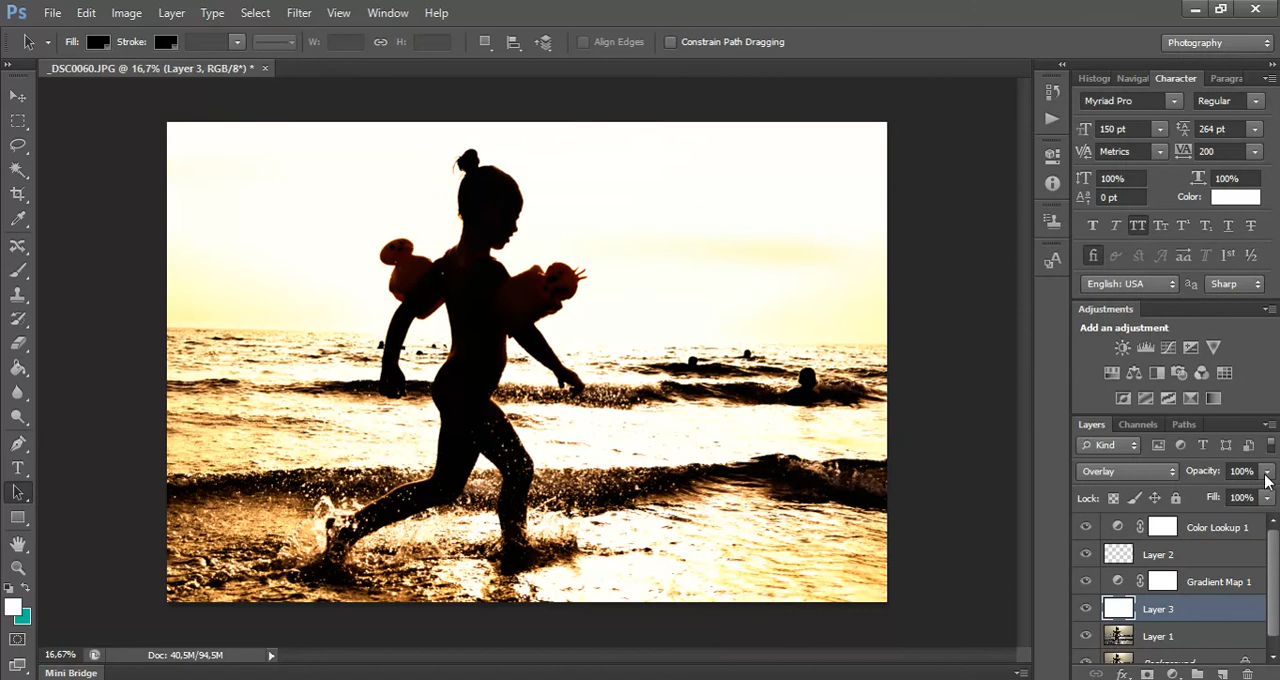 Ps File Edit Image Layer Type Select Filter View Window Help
Fill: Stroke: W: H: Align Edges Constrain Path Dragging Photography
_DSC0060.JPG @ 16,7% (Layer 3, RGB/8*) * ×
Histogr Navigat Character Paragra
Myriad Pro Regular
150 pt 264 pt
Metrics 200
100% 100%
0 pt Color:
English: USA Sharp
Adjustments
Add an adjustment
Layers Channels Paths
Kind
Overlay Opacity: 100%
Lock: Fill: 100%
Color Lookup 1
Layer 2
Gradient Map 1
Layer 3
Layer 1
Background
16,67% Doc: 40,5M/94,5M
Mini Bridge